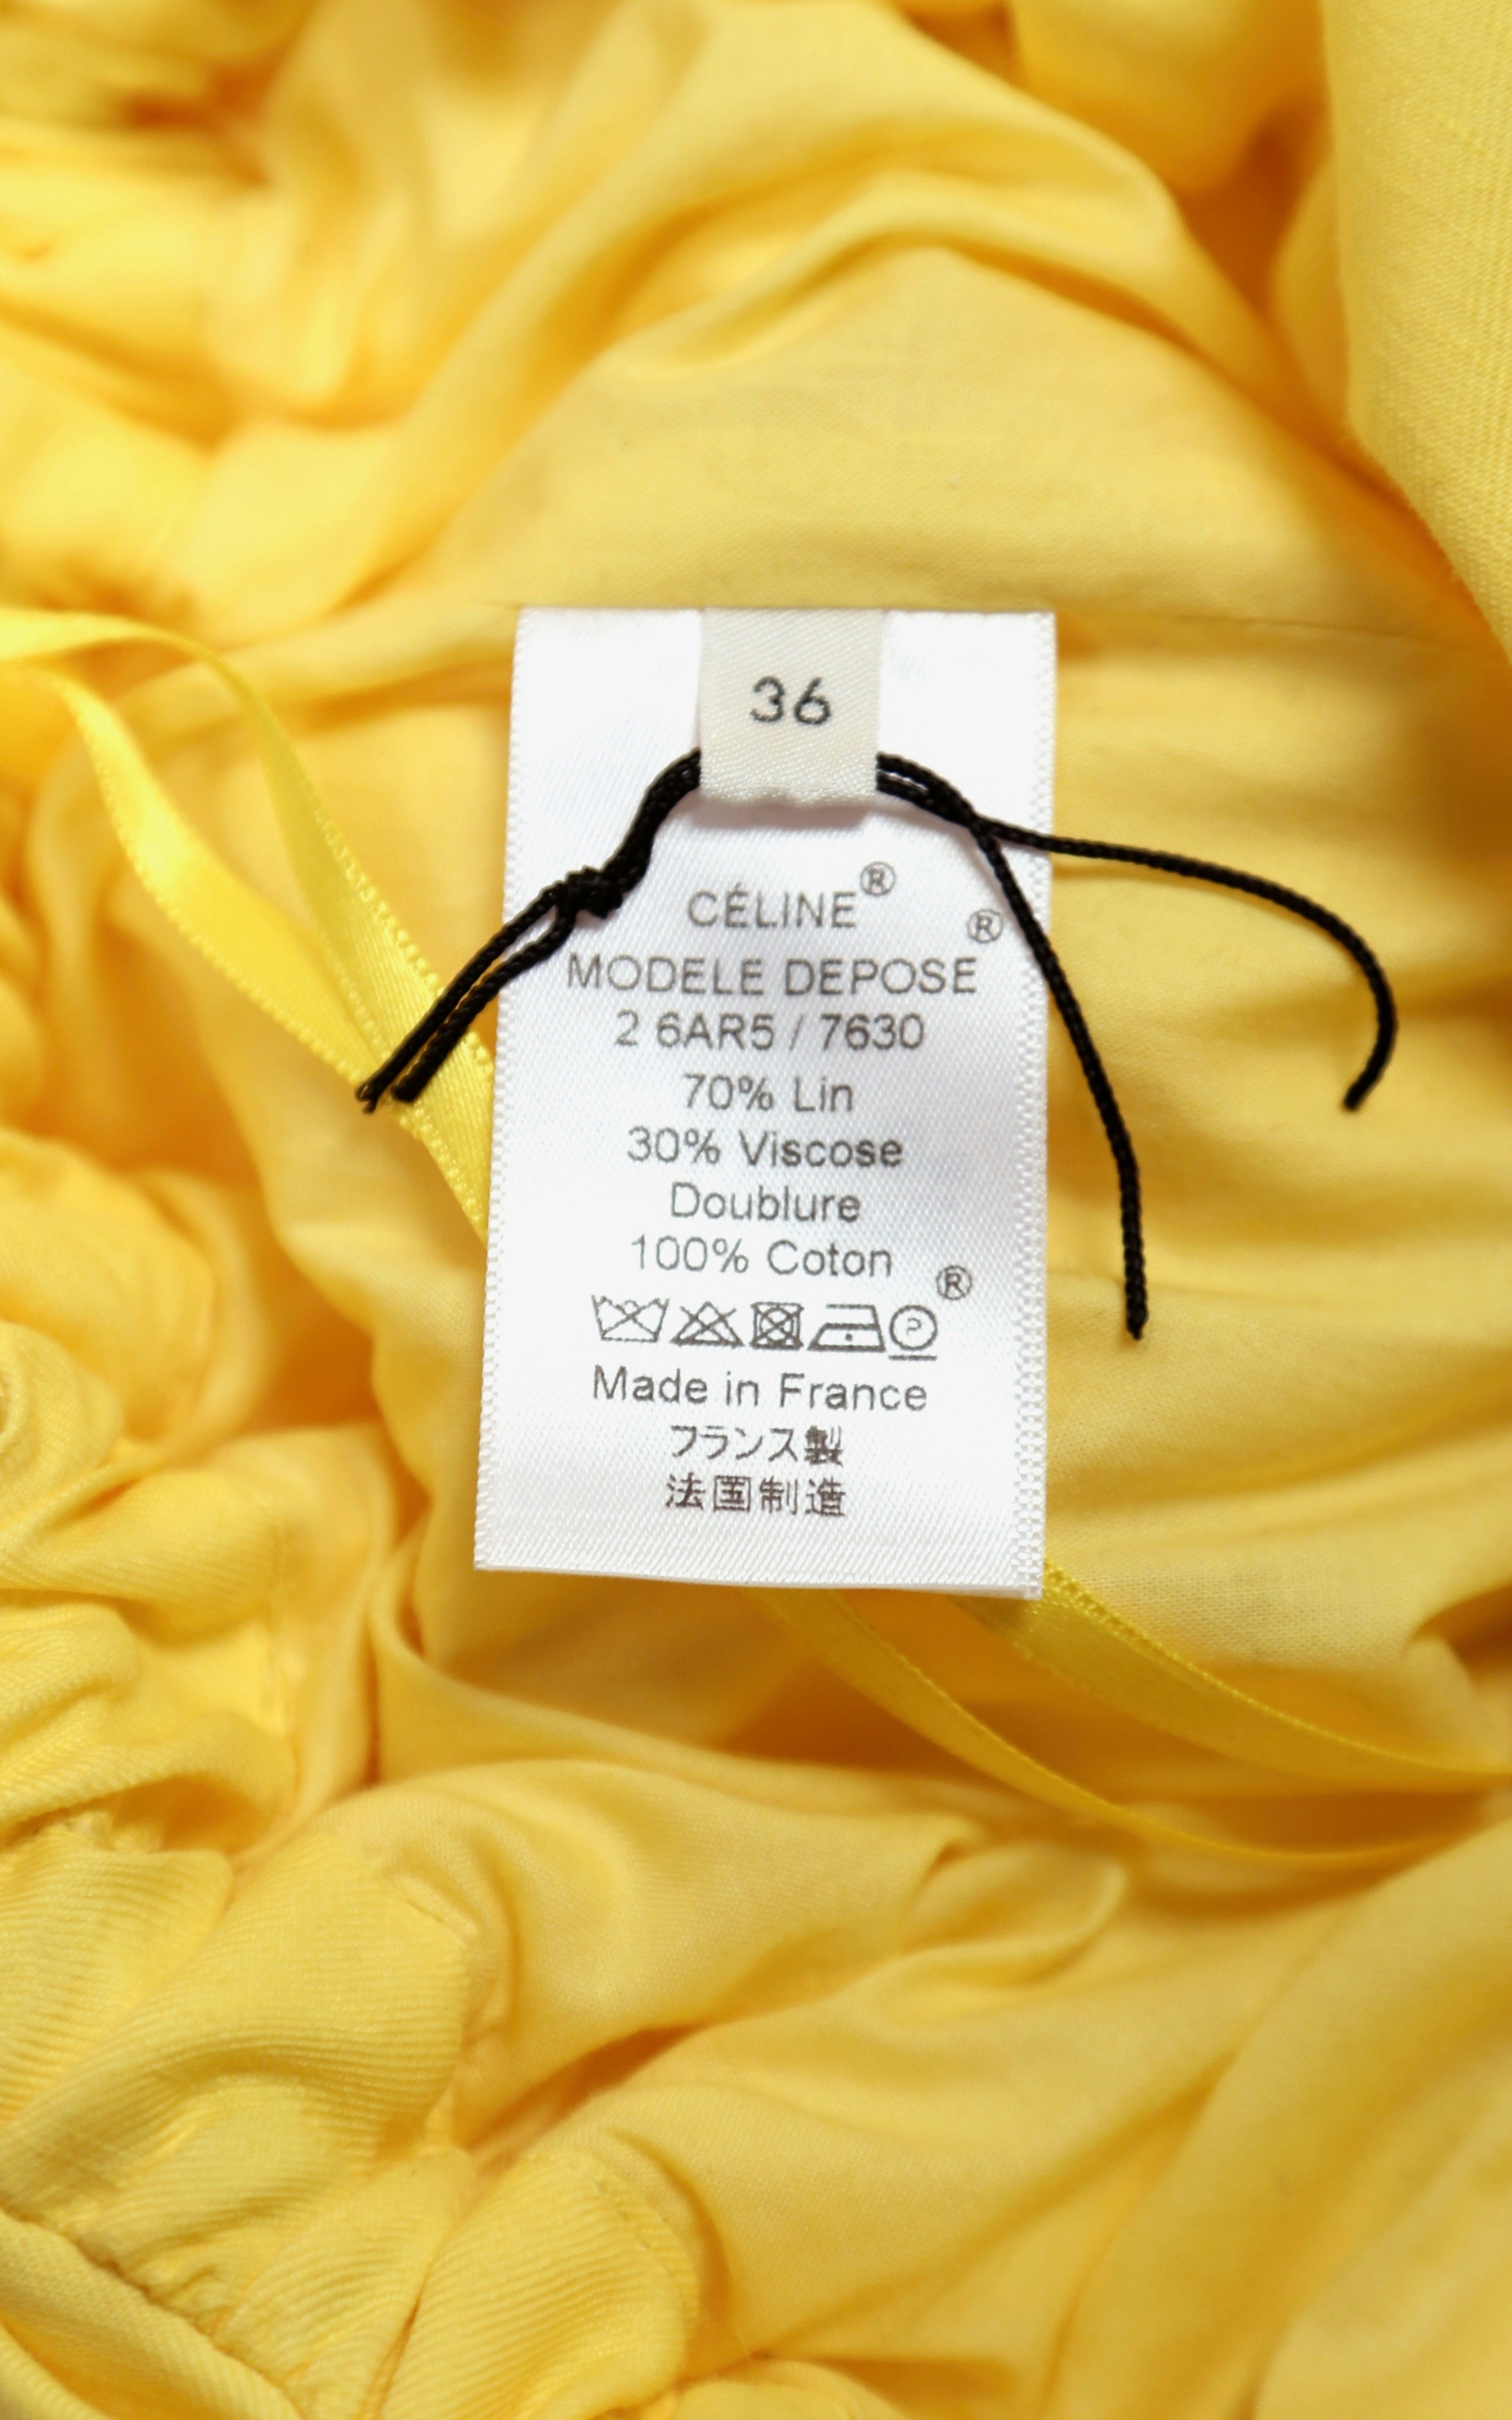 36
CÉLINE®
®
MODELE DEPOSE
2 6AR5 / 7630
70% Lin
30% Viscose
Doublure
100% Coton
®
P
Made in France
フランス製
法国制造